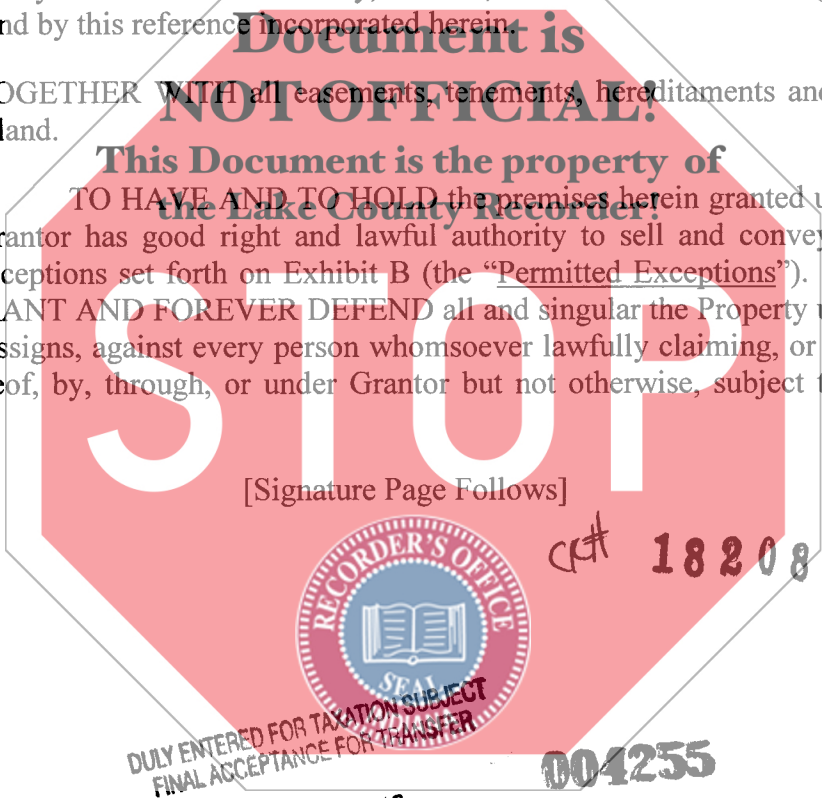 nd by this reference incorporated herein.
Document is
OGETHER WITH all easements, tenements, hereditaments and
NOT OFFICIAL!
land.
This Document is the property of
TO HAVE AND TO HOLD the premises herein granted u
the Lake County Recorder!
rantor has good right and lawful authority to sell and convey
ceptions set forth on Exhibit B (the “Permitted Exceptions”).
ANT AND FOREVER DEFEND all and singular the Property u
ssigns, against every person whomsoever lawfully claiming, or
eof, by, through, or under Grantor but not otherwise, subject t
STOP
[Signature Page Follows]
18208
RECORDER'S OFFICE
SEAL
INDIANA
DULY ENTERED FOR TAXATION SUBJECT
FINAL ACCEPTANCE FOR TRANSFER
004255